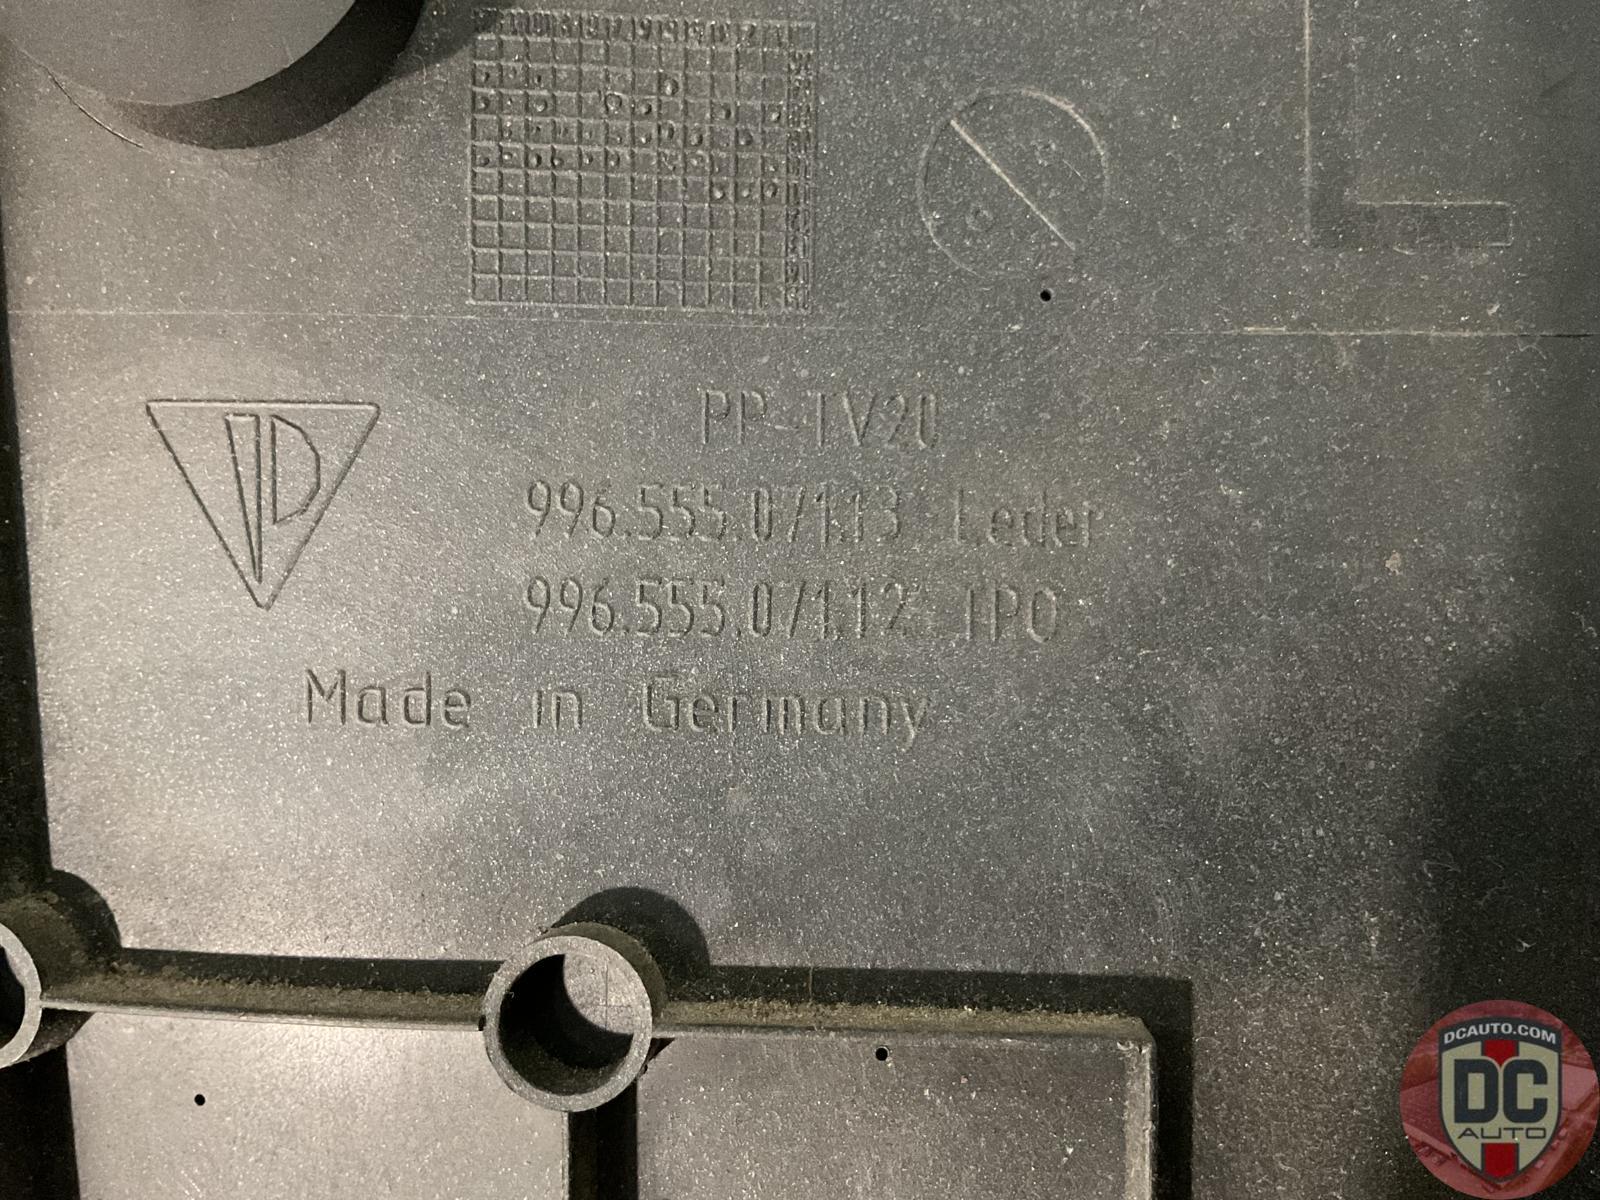 L
PP-TV20
996.555.071.13 Leder
996.555.071.12 TPO
Made in Germany
DCAUTO.COM
DC
AUTO